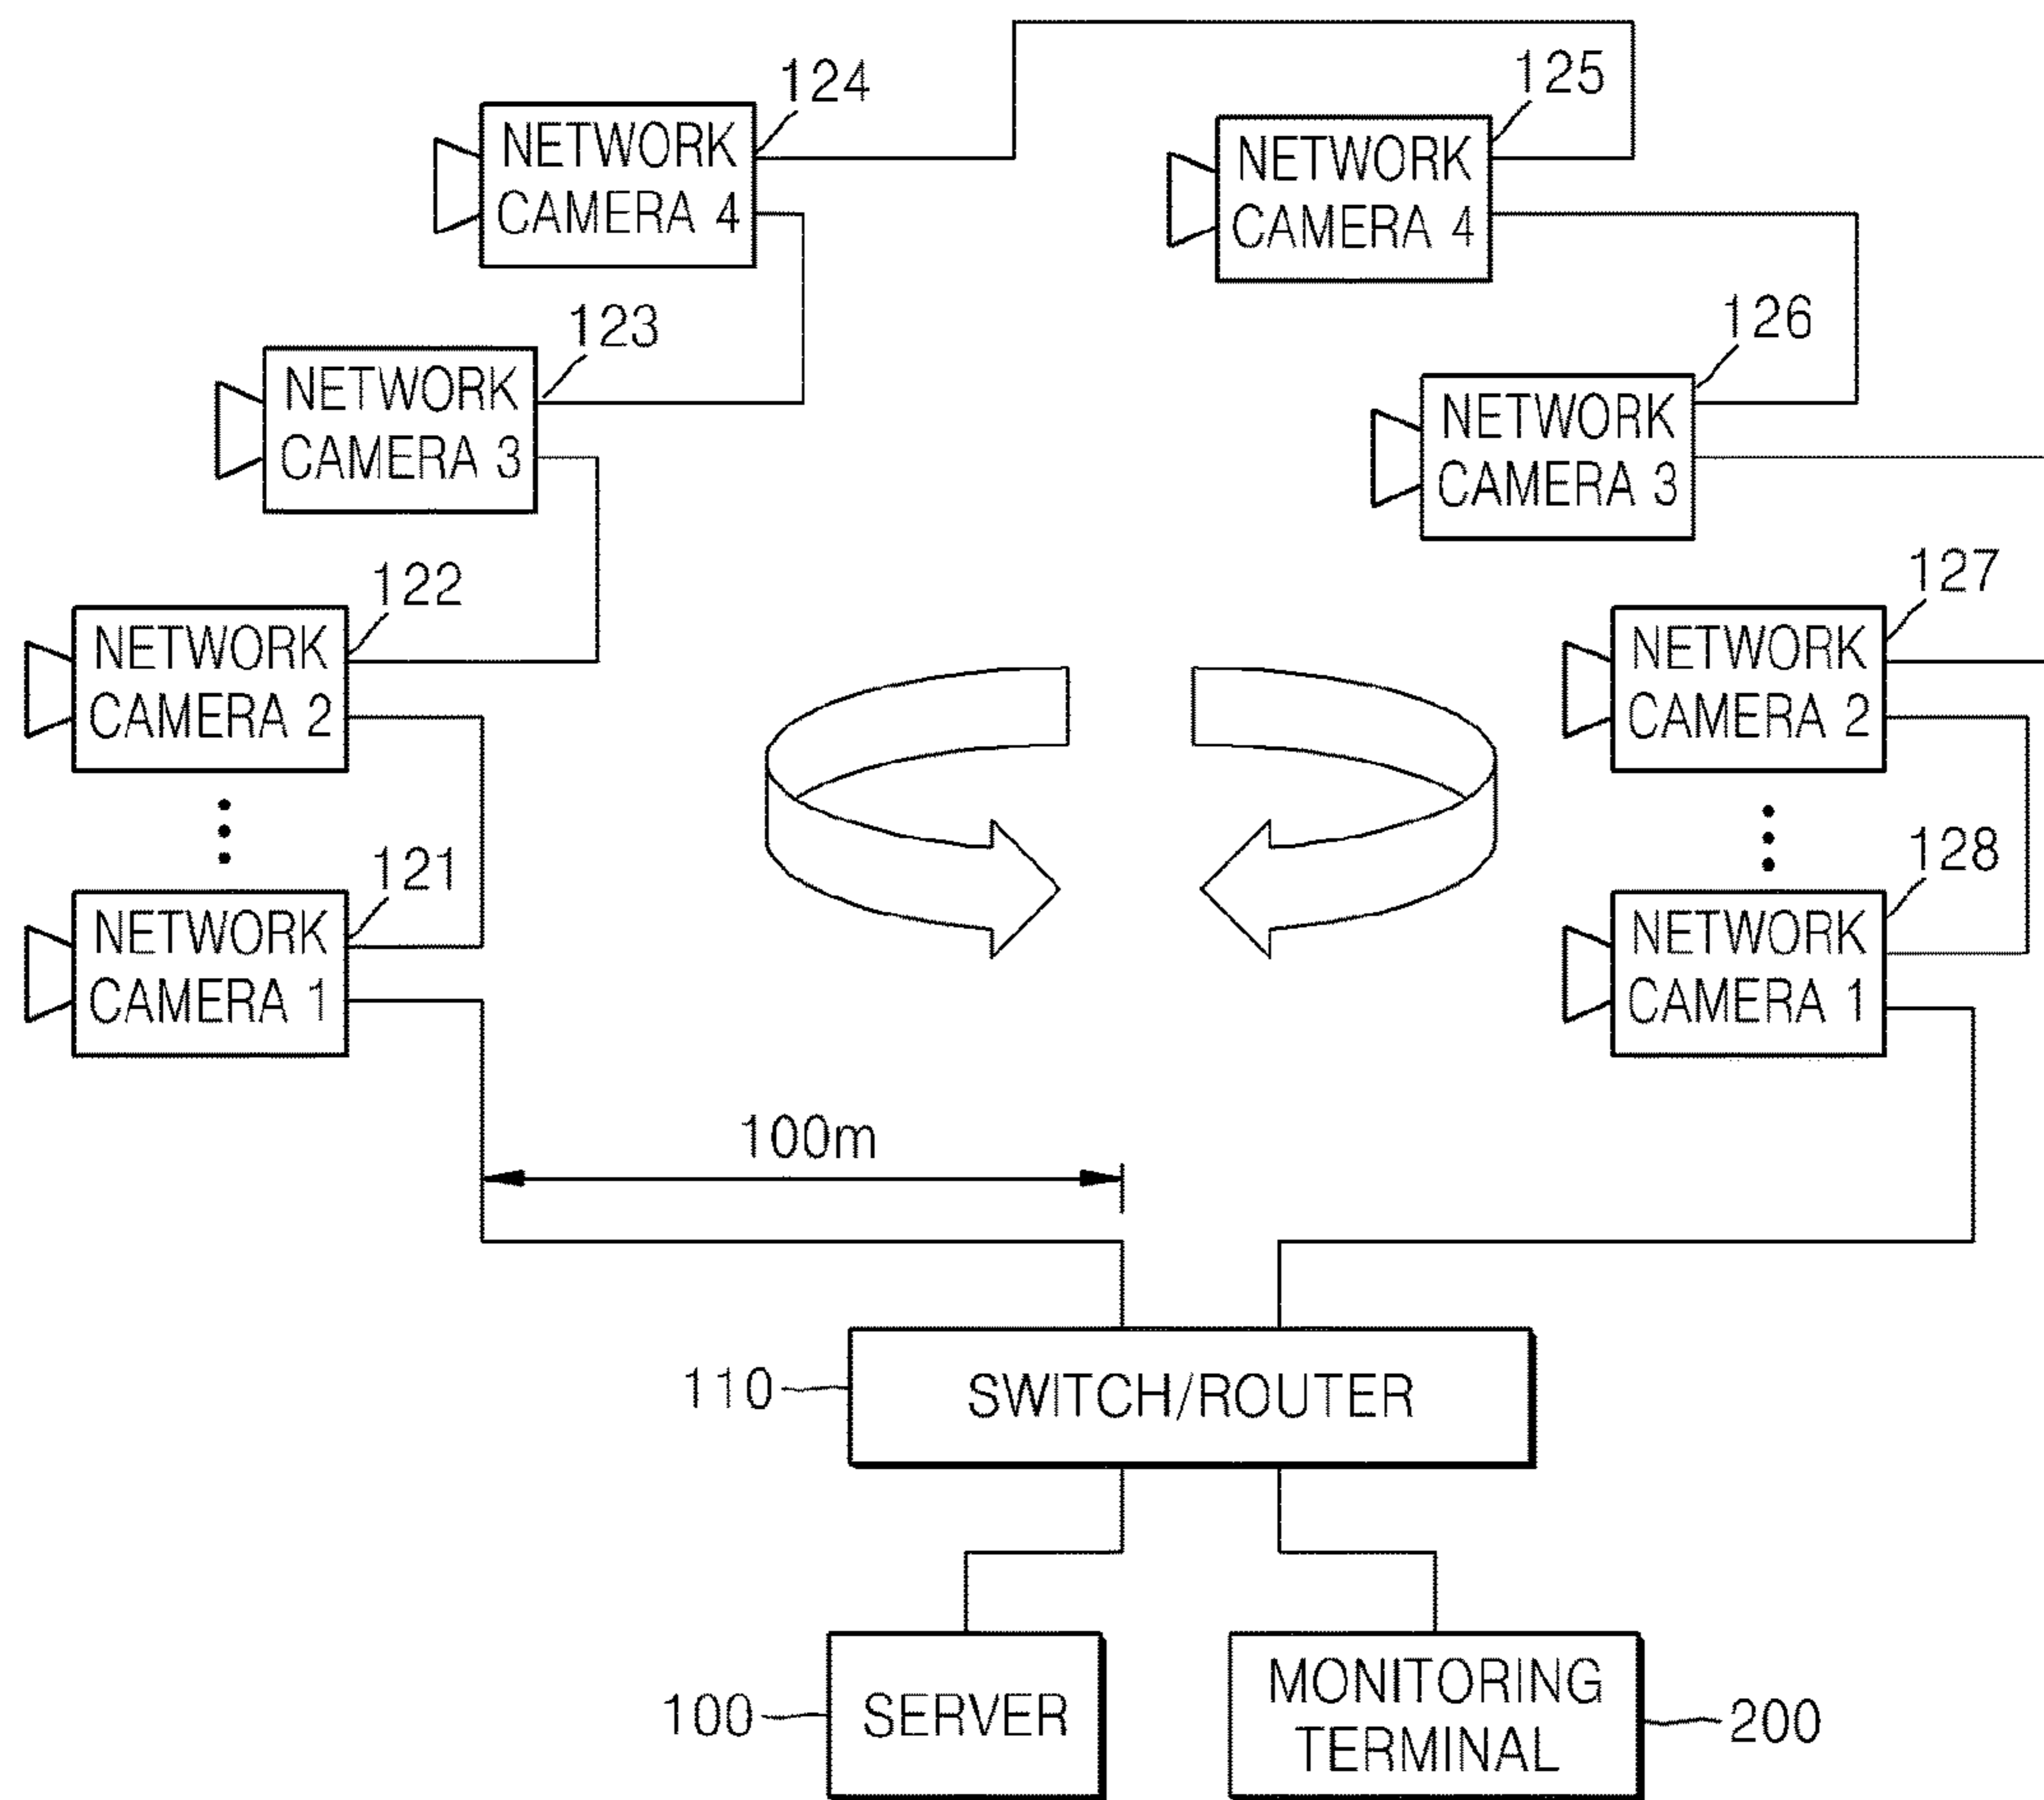 124
NETWORK
CAMERA 4
125
NETWORK
CAMERA 4
123
NETWORK
CAMERA 3
126
NETWORK
CAMERA 3
122
NETWORK
CAMERA 2
127
NETWORK
CAMERA 2
121
NETWORK
CAMERA 1
128
NETWORK
CAMERA 1
100m
110
SWITCH/ROUTER
100
SERVER
MONITORING
TERMINAL
200